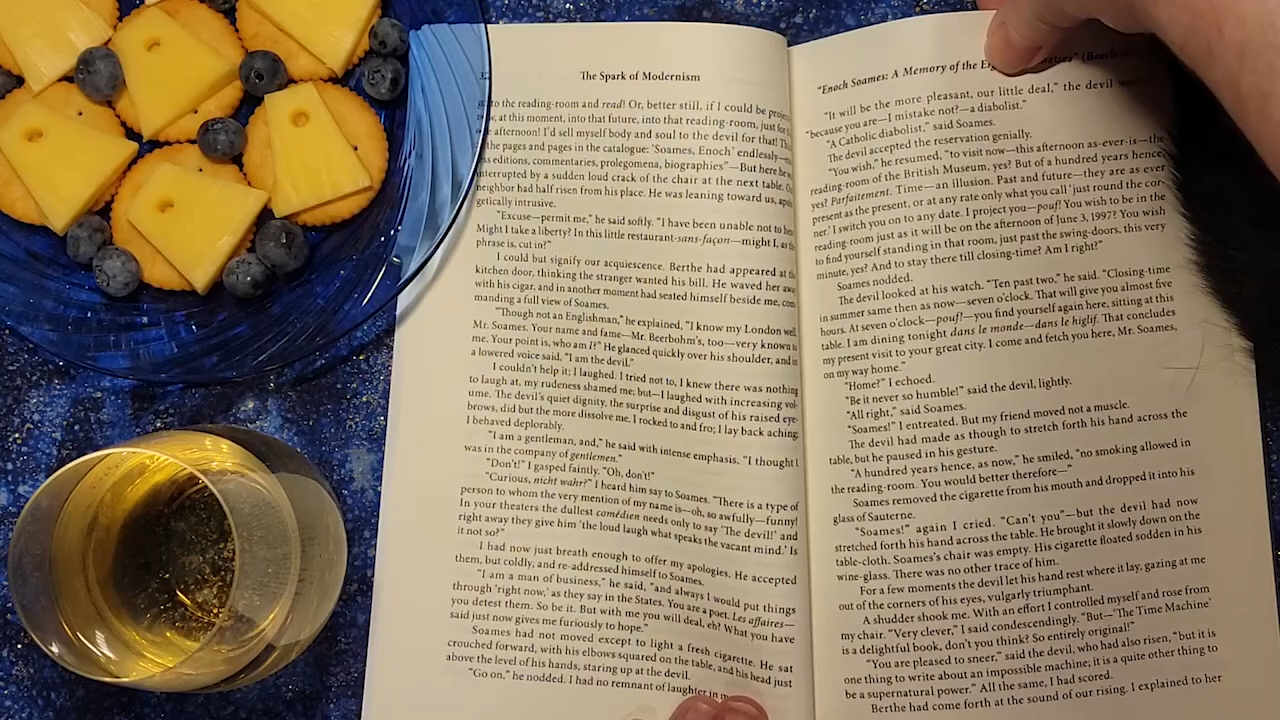 The Spark of Modernism
to the reading-room and read! Or, better still, if I could be
at this moment, into that future, into that reading-room, just
afternoon! I'd sell myself body and soul to the devil for that!
the pages and pages in the catalogue: 'Soames, Enoch' endlessly—
editions, commentaries, prolegomena, biographies"—But here he
interrupted by a sudden loud crack of the chair at the next table.
neighbor had half risen from his place. He was leaning toward us,
getically intrusive.
"Excuse—permit me," he said softly. "I have been unable not to
Might I take a liberty? In this little restaurant-sans-façon—might I, as
phrase is, cut in?"
I could but signify our acquiescence. Berthe had appeared at
kitchen door, thinking the stranger wanted his bill. He waved her
with his cigar, and in another moment had seated himself beside me,
manding a full view of Soames.
"Though not an Englishman," he explained, "I know my London well,
Mr. Soames. Your name and fame—Mr. Beerbohm's, too—very known
me. Your point is, who am I?" He glanced quickly over his shoulder, and
a lowered voice said, "I am the devil."
I couldn't help it; I laughed. I tried not to, I knew there was nothing
to laugh at, my rudeness shamed me; but—I laughed with increasing vol-
ume. The devil's quiet dignity, the surprise and disgust of his raised eye-
brows, did but the more dissolve me. I rocked to and fro; I lay back aching;
I behaved deplorably.
"I am a gentleman, and," he said with intense emphasis, "I thought I
was in the company of gentlemen."
"Don't!" I gasped faintly. "Oh, don't!"
"Curious, nicht wahr?" I heard him say to Soames. "There is a type of
person to whom the very mention of my name is—oh, so awfully—funny!
In your theaters the dullest comédien needs only to say 'The devil!' and
right away they give him 'the loud laugh what speaks the vacant mind.' Is
it not so?"
I had now just breath enough to offer my apologies. He accepted
them, but coldly, and re-addressed himself to Soames.
"I am a man of business," he said, "and always I would put things
through 'right now,' as they say in the States. You are a poet. Les affaires—
you detest them. So be it. But with me you will deal, eh? What you have
said just now gives me furiously to hope."
Soames had not moved except to light a fresh cigarette. He sat
crouched forward, with his elbows squared on the table, and his head just
above the level of his hands, staring up at the devil.
"Go on," he nodded. I had no remnant of laughter in
"Enoch Soames: A Memory of the
"It will be the more pleasant, our little deal," the devil
"because you are—I mistake not?—a diabolist."
"A Catholic diabolist," said Soames.
The devil accepted the reservation genially.
"You wish," he resumed, "to visit now—this afternoon as-ever-is—the
reading-room of the British Museum, yes? But of a hundred years hence,
yes? Parfaitement. Time—an illusion. Past and future—they are as ever
present as the present, or at any rate only what you call 'just round the cor-
ner.' I switch you on to any date. I project you—pouf! You wish to be in the
reading-room just as it will be on the afternoon of June 3, 1997? You wish
to find yourself standing in that room, just past the swing-doors, this very
minute, yes? And to stay there till closing-time? Am I right?"
Soames nodded.
The devil looked at his watch. "Ten past two," he said. "Closing-time
in summer same then as now—seven o'clock. That will give you almost five
hours. At seven o'clock—pouf!—you find yourself again here, sitting at this
table. I am dining tonight dans le monde—dans le higlif. That concludes
my present visit to your great city. I come and fetch you here, Mr. Soames,
on my way home."
"Home?" I echoed.
"Be it never so humble!" said the devil, lightly.
"All right," said Soames.
"Soames!" I entreated. But my friend moved not a muscle.
The devil had made as though to stretch forth his hand across the
table, but he paused in his gesture.
"A hundred years hence, as now," he smiled, "no smoking allowed in
the reading-room. You would better therefore—"
Soames removed the cigarette from his mouth and dropped it into his
glass of Sauterne.
"Soames!" again I cried. "Can't you"—but the devil had now
stretched forth his hand across the table. He brought it slowly down on the
table-cloth. Soames's chair was empty. His cigarette floated sodden in his
wine-glass. There was no other trace of him.
For a few moments the devil let his hand rest where it lay, gazing at me
out of the corners of his eyes, vulgarly triumphant.
A shudder shook me. With an effort I controlled myself and rose from
my chair. "Very clever," I said condescendingly. "But—'The Time Machine'
is a delightful book, don't you think? So entirely original!"
"You are pleased to sneer," said the devil, who had also risen, "but it is
one thing to write about an impossible machine; it is a quite other thing to
be a supernatural power." All the same, I had scored.
Berthe had come forth at the sound of our rising. I explained to her